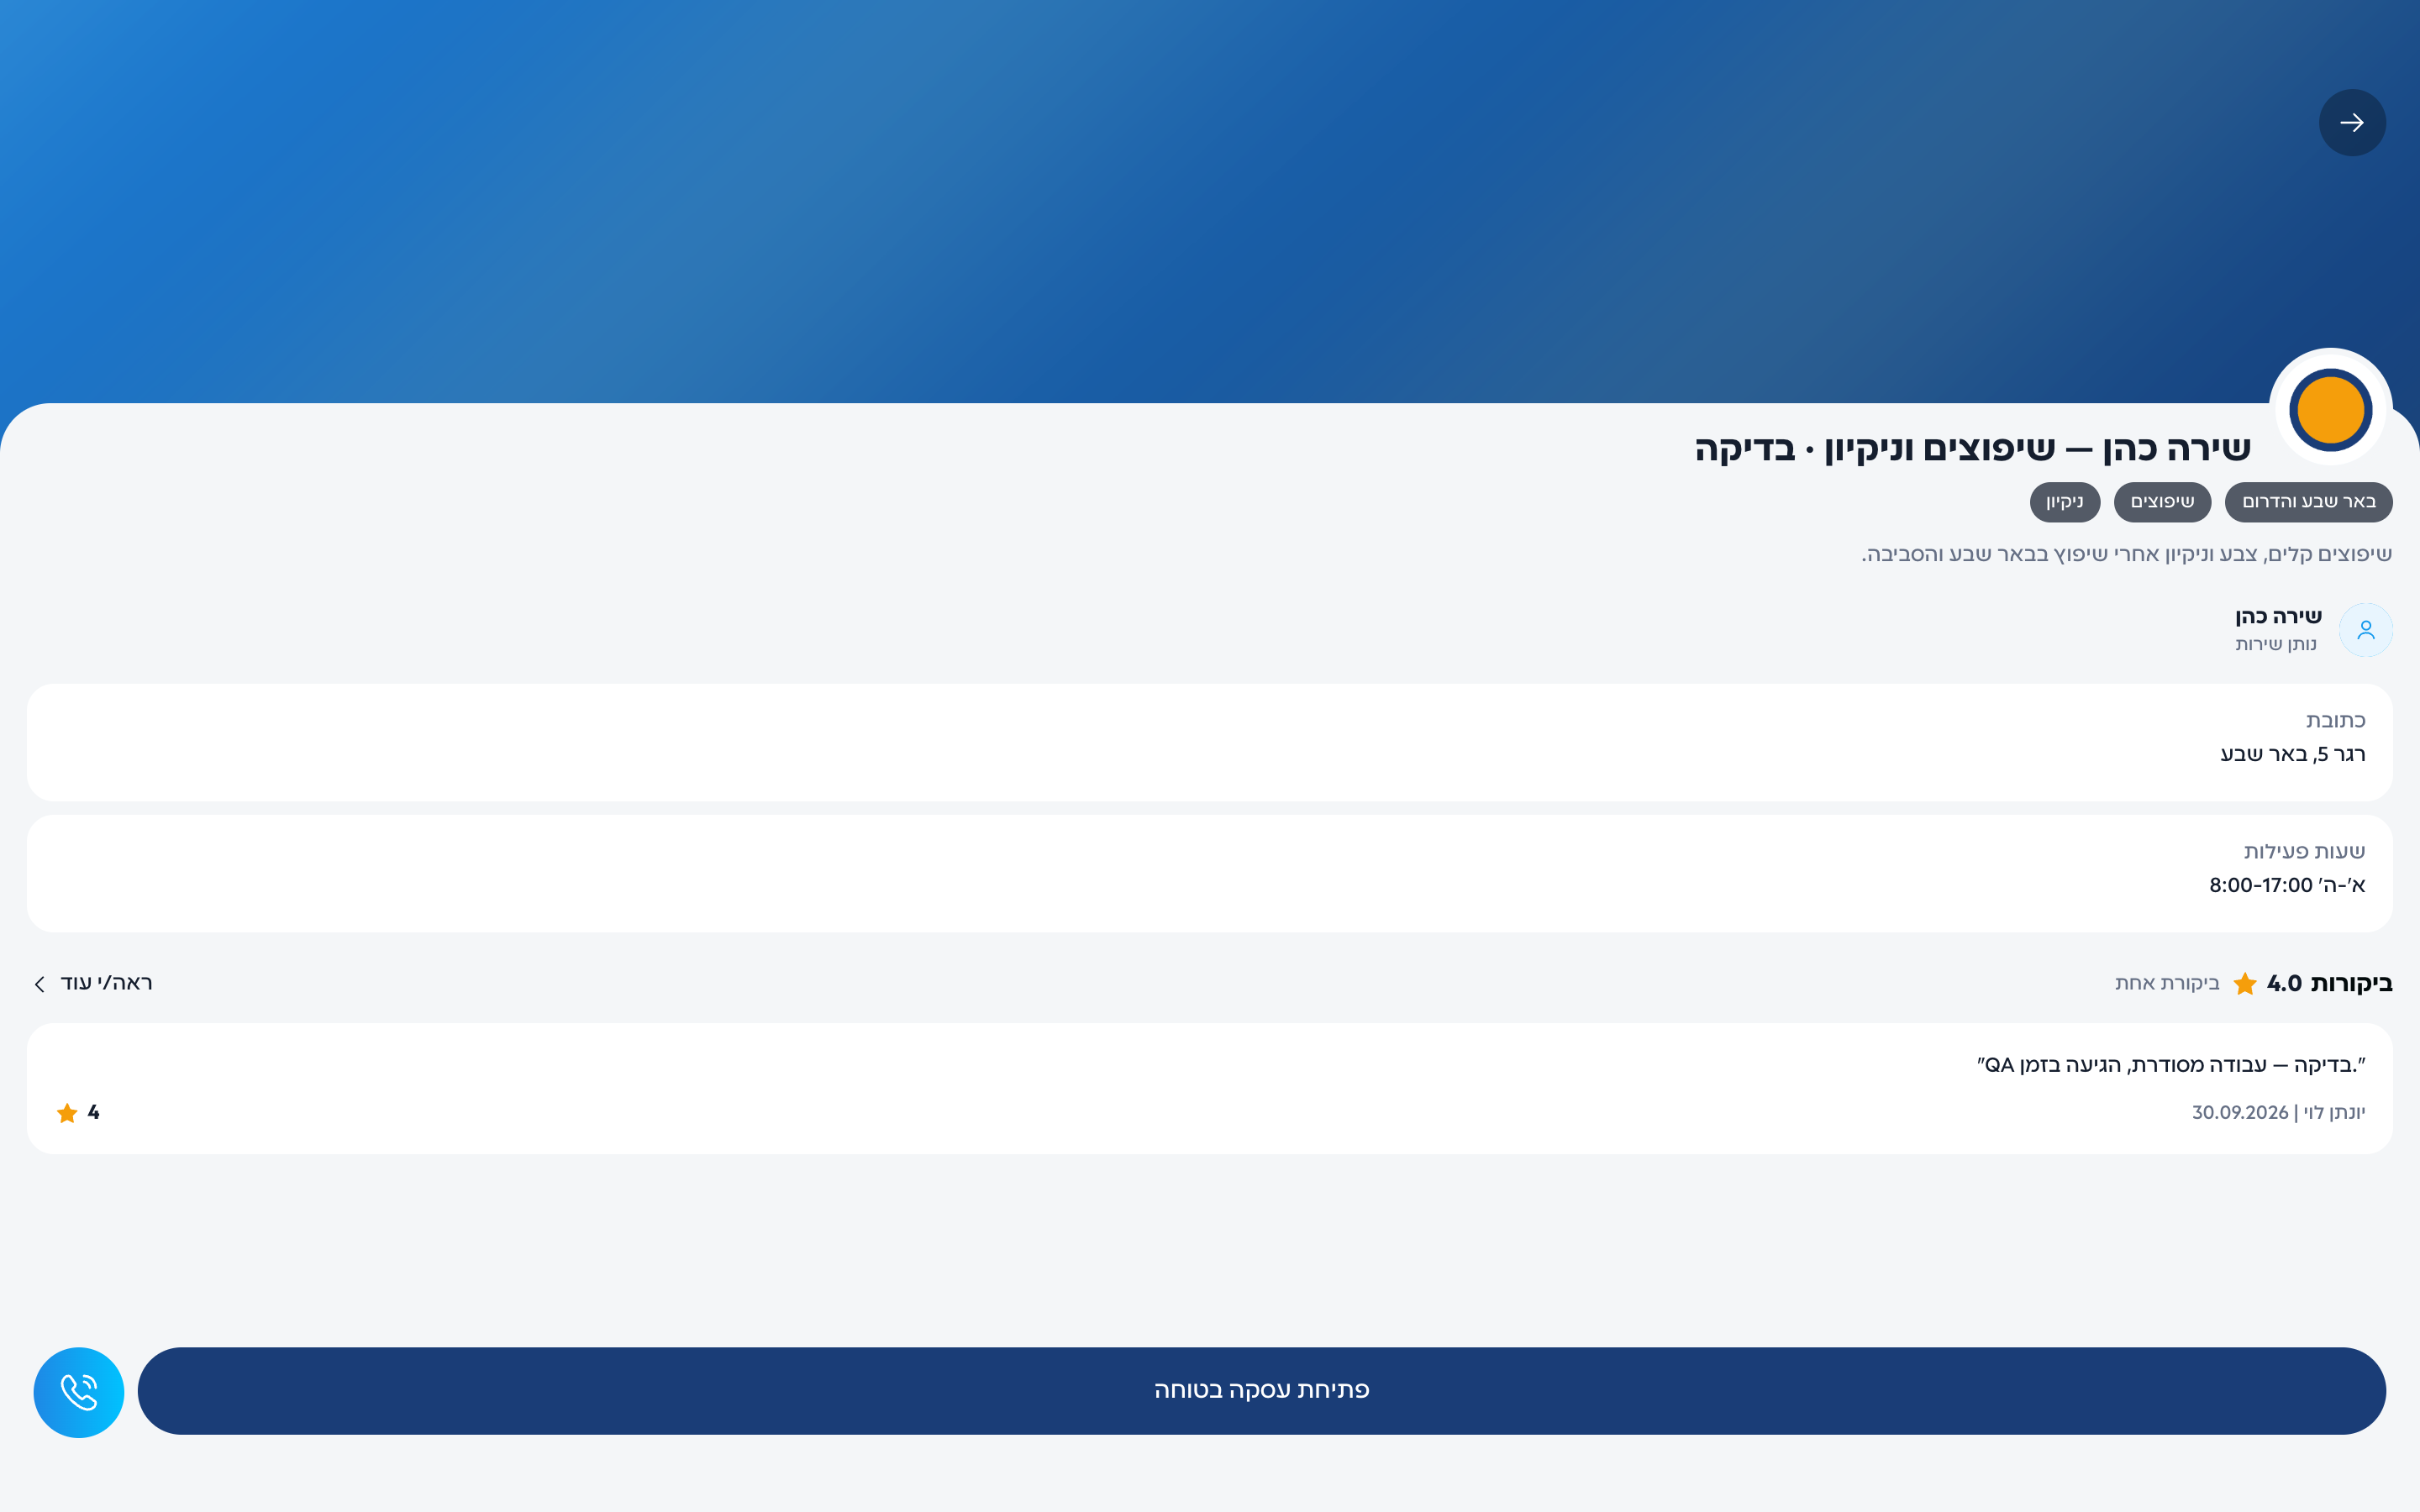 שירה כהן – שיפוצים וניקיון · בדיקה
באר שבע והדרום
שיפוצים
ניקיון
שיפוצים קלים, צבע וניקיון אחרי שיפוץ בבאר שבע והסביבה.
שירה כהן
נותן שירות
כתובת
רגר 5, באר שבע
שעות פעילות
א'-ה' 8:00-17:00
ביקורות 4.0 ביקורת אחת
ראה/י עוד
"QA בדיקה – עבודה מסודרת, הגיעה בזמן."
יונתן לוי | 30.09.2026
4
פתיחת עסקה בטוחה